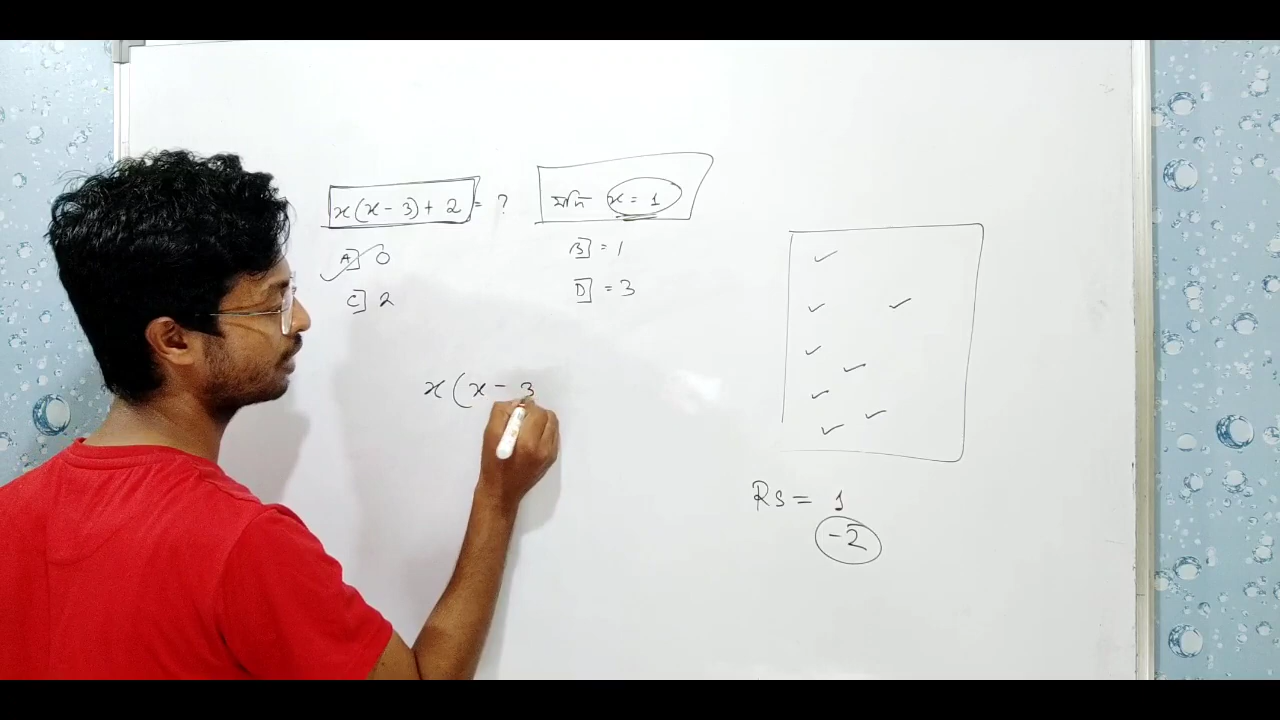 x(x-3)+2 = ? যদি x = 1
A] 0 B] = 1
C] 2 D] = 3
x(x-3
Rs = 1
-2